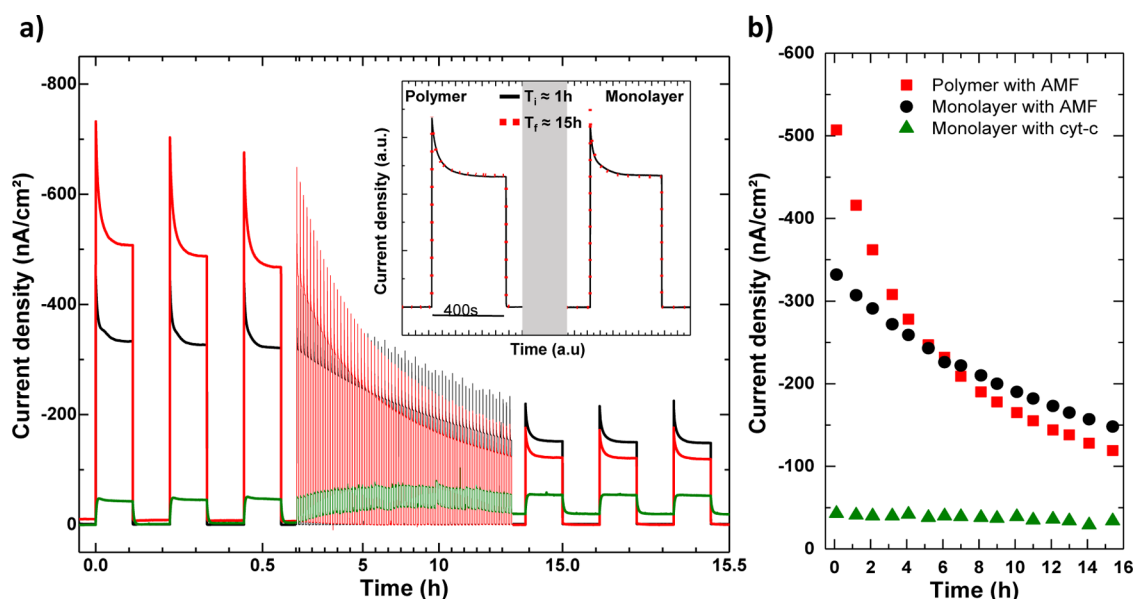 a)
-800
-600
-400
-200
0
Current density (nA/cm²)
0.0
0.5
5
10
15.0
15.5
Time (h)
Polymer
Monolayer
T_i ≈ 1h
T_f ≈ 15h
Current density (a.u.)
400s
Time (a.u)
b)
-600
-500
-400
-300
-200
-100
0
Current density (nA/cm²)
Polymer with AMF
Monolayer with AMF
Monolayer with cyt-c
0 2 4 6 8 10 12 14 16
Time (h)